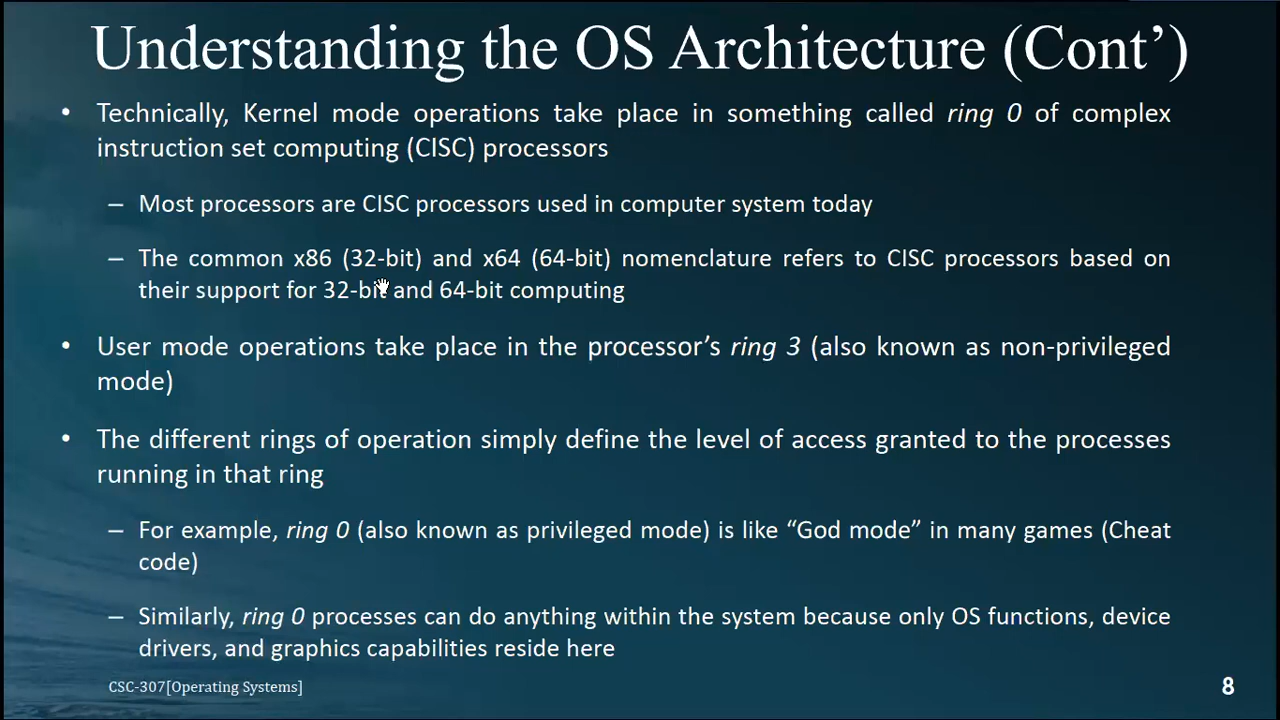 Understanding the OS Architecture (Cont’)
• Technically, Kernel mode operations take place in something called ring 0 of complex
instruction set computing (CISC) processors
– Most processors are CISC processors used in computer system today
– The common x86 (32-bit) and x64 (64-bit) nomenclature refers to CISC processors based on
their support for 32-bit and 64-bit computing
• User mode operations take place in the processor’s ring 3 (also known as non-privileged
mode)
• The different rings of operation simply define the level of access granted to the processes
running in that ring
– For example, ring 0 (also known as privileged mode) is like “God mode” in many games (Cheat
code)
– Similarly, ring 0 processes can do anything within the system because only OS functions, device
drivers, and graphics capabilities reside here
CSC-307[Operating Systems]
8